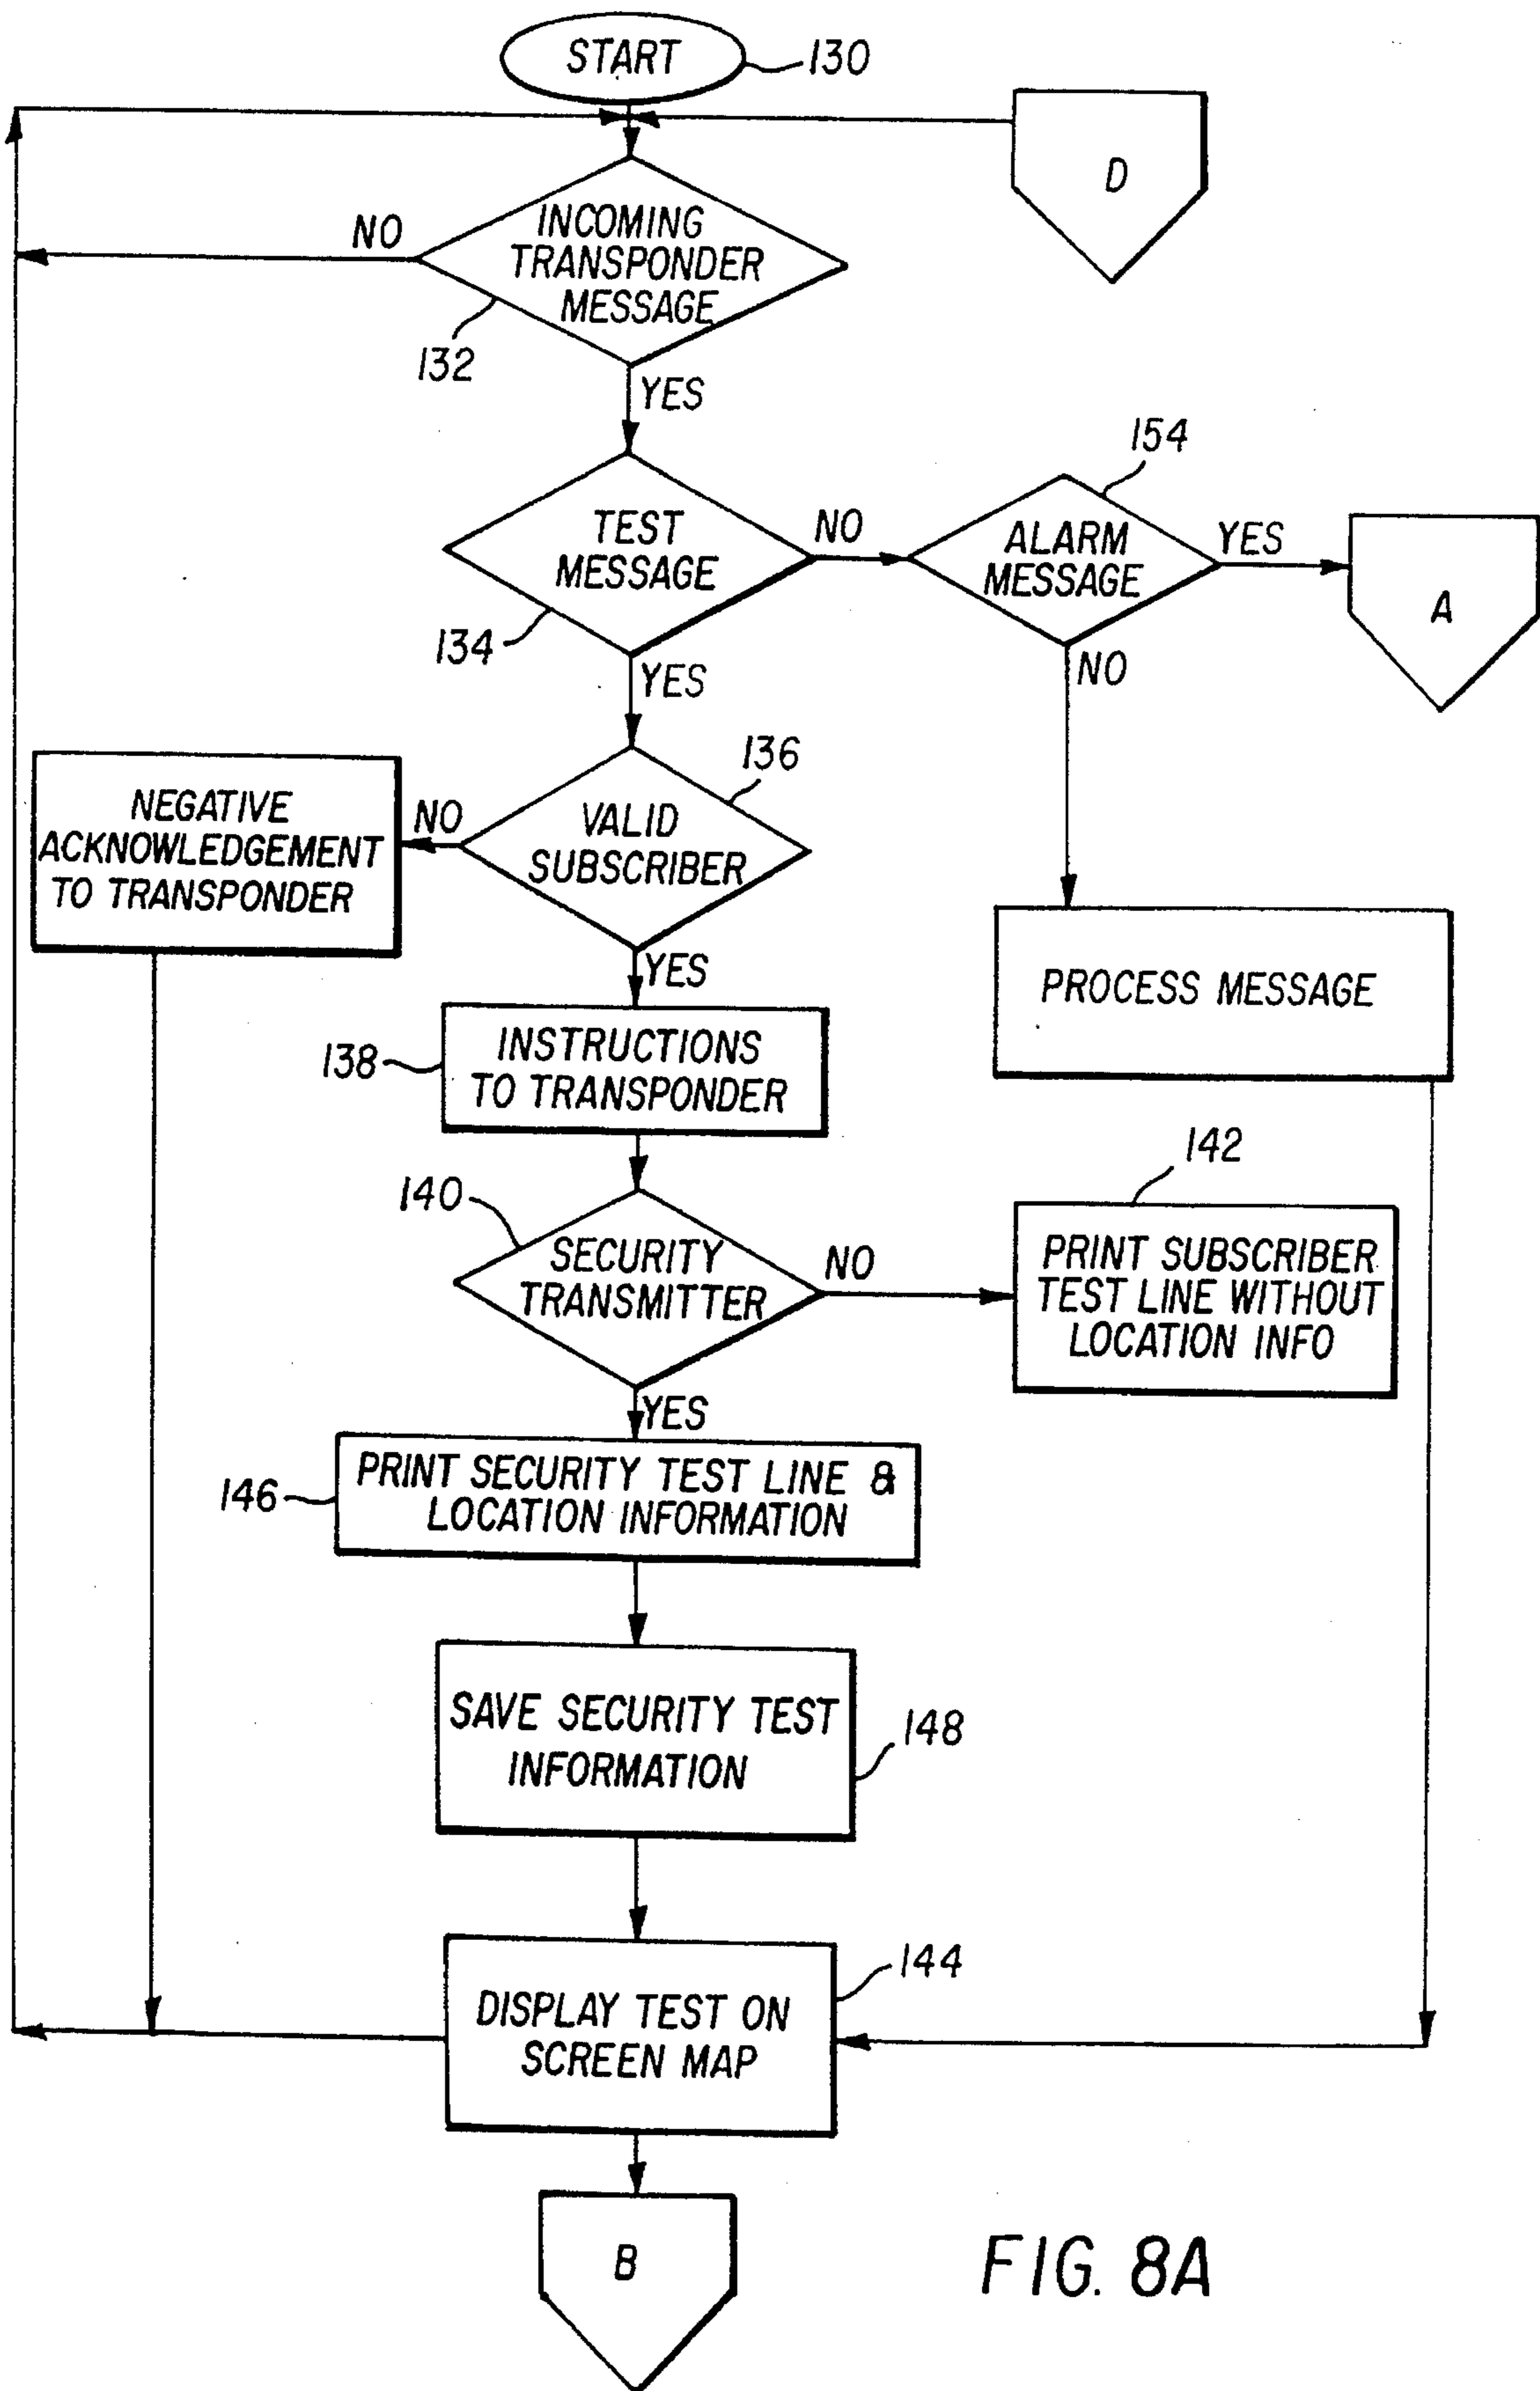 START
130
D
INCOMING
TRANSPONDER
MESSAGE
NO
132
YES
154
TEST
MESSAGE
NO
ALARM
MESSAGE
YES
A
134
YES
NO
136
NEGATIVE
ACKNOWLEDGEMENT
TO TRANSPONDER
NO
VALID
SUBSCRIBER
YES
PROCESS MESSAGE
138
INSTRUCTIONS
TO TRANSPONDER
142
140
SECURITY
TRANSMITTER
NO
PRINT SUBSCRIBER
TEST LINE WITHOUT
LOCATION INFO
YES
146
PRINT SECURITY TEST LINE &
LOCATION INFORMATION
SAVE SECURITY TEST
INFORMATION
148
144
DISPLAY TEST ON
SCREEN MAP
B
FIG. 8A